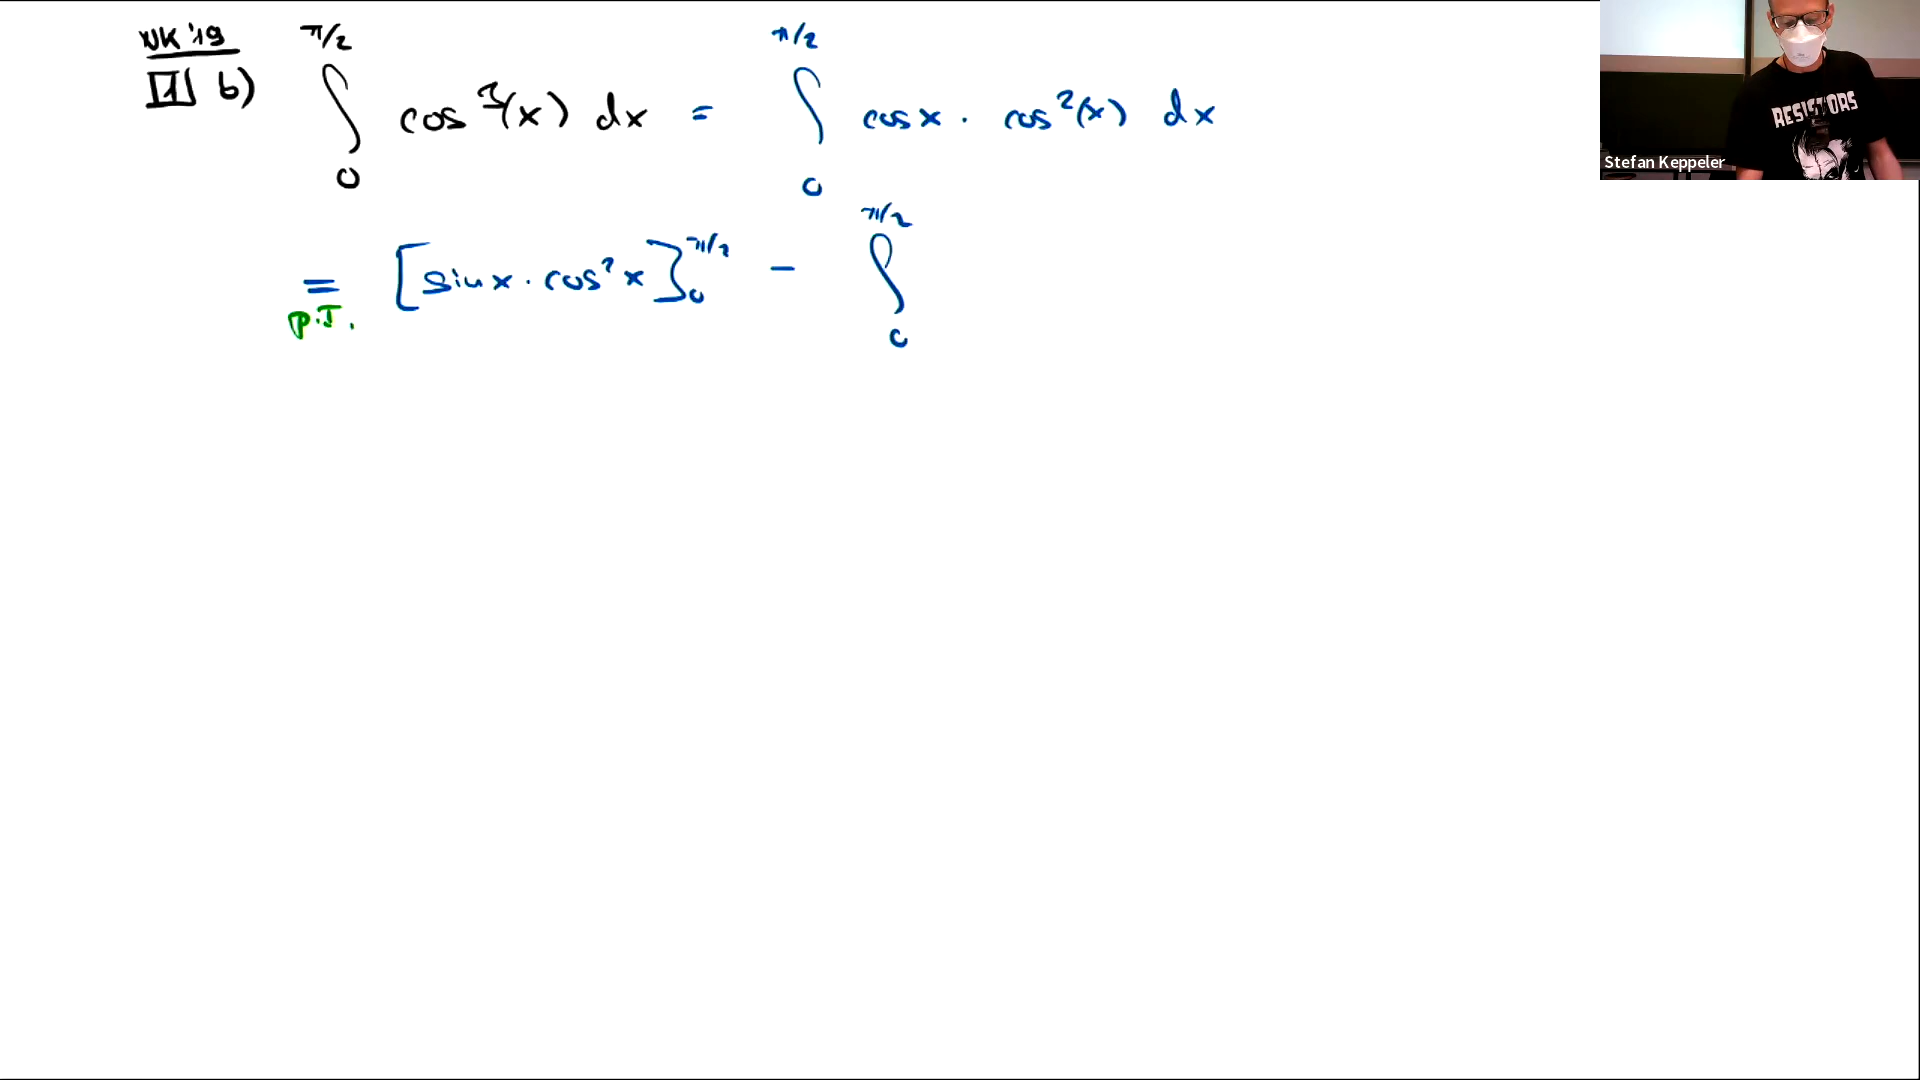 WK '19
1 b) ∫₀^{π/2} cos³(x) dx = ∫₀^{π/2} cos x · cos²(x) dx
= [sin x · cos² x]₀^{π/2} − ∫₀^{π/2}
p.I.
RESISTORS
Stefan Keppeler